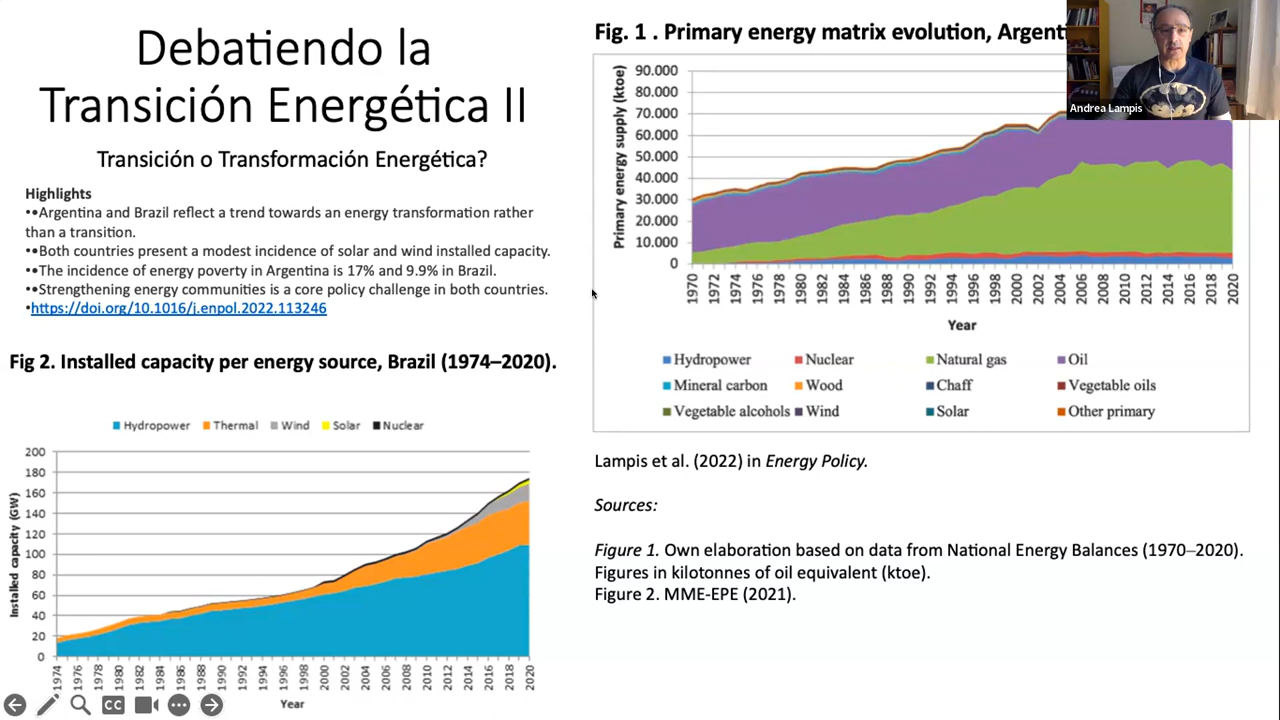 Debatiendo la
Transición Energética II
Transición o Transformación Energética?
Highlights
••Argentina and Brazil reflect a trend towards an energy transformation rather
than a transition.
••Both countries present a modest incidence of solar and wind installed capacity.
••The incidence of energy poverty in Argentina is 17% and 9.9% in Brazil.
••Strengthening energy communities is a core policy challenge in both countries.
•https://doi.org/10.1016/j.enpol.2022.113246
Fig 2. Installed capacity per energy source, Brazil (1974–2020).
Hydropower Thermal Wind Solar Nuclear
Installed capacity (GW)
200
180
160
140
120
100
80
60
40
20
0
1974 1976 1978 1980 1982 1984 1986 1988 1990 1992 1994 1996 1998 2000 2002 2004 2006 2008 2010 2012 2014 2016 2018 2020
Year
CC
Fig. 1 . Primary energy matrix evolution, Argent
Andrea Lampis
Primary energy supply (ktoe)
90.000
80.000
70.000
60.000
50.000
40.000
30.000
20.000
10.000
0
1970 1972 1974 1976 1978 1980 1982 1984 1986 1988 1990 1992 1994 1996 1998 2000 2002 2004 2006 2008 2010 2012 2014 2016 2018 2020
Year
Hydropower Nuclear Natural gas Oil
Mineral carbon Wood Chaff Vegetable oils
Vegetable alcohols Wind Solar Other primary
Lampis et al. (2022) in Energy Policy.
Sources:
Figure 1. Own elaboration based on data from National Energy Balances (1970–2020).
Figures in kilotonnes of oil equivalent (ktoe).
Figure 2. MME-EPE (2021).